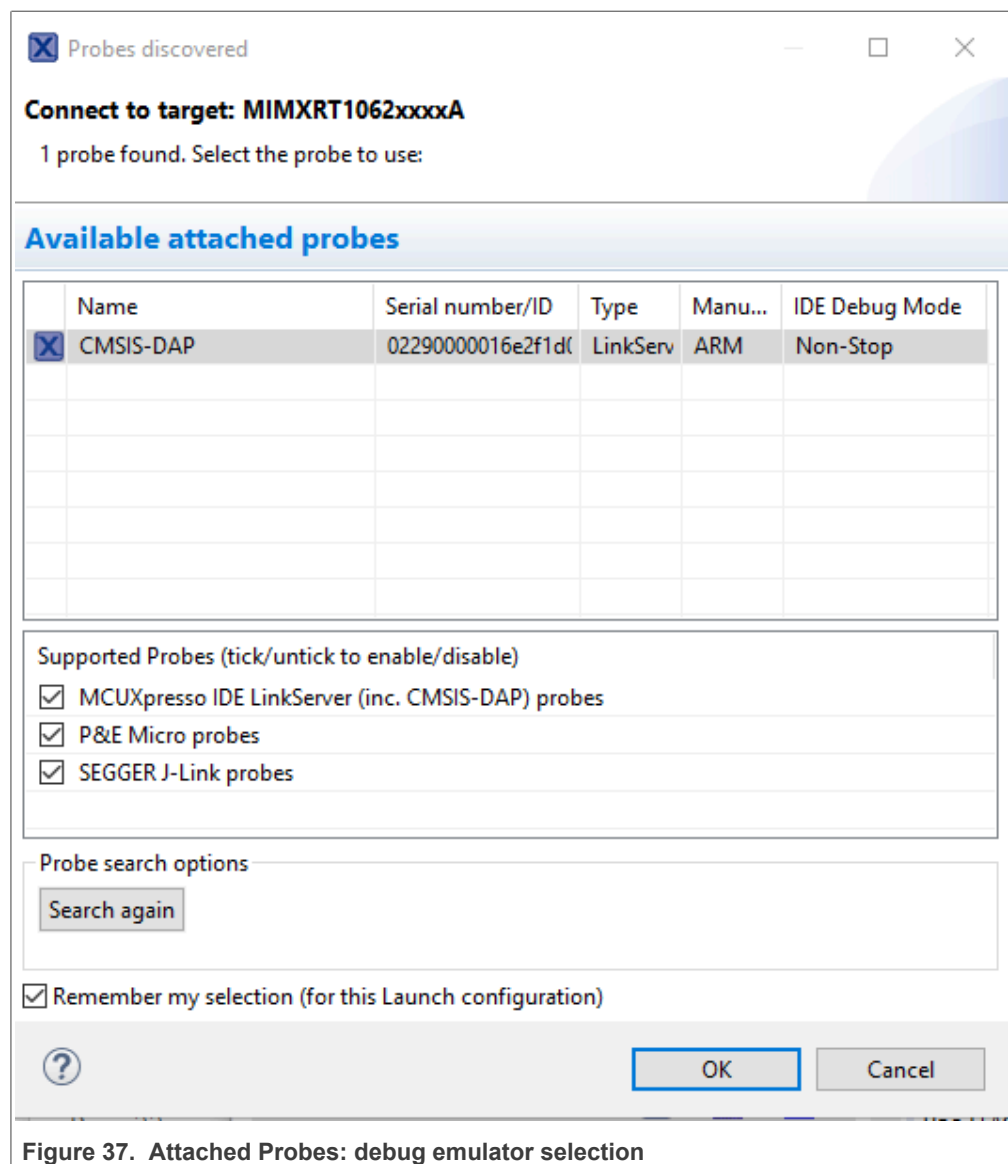 Probes discovered
Connect to target: MIMXRT1062xxxxA
1 probe found. Select the probe to use:
Available attached probes
Name Serial number/ID Type Manu... IDE Debug Mode
CMSIS-DAP 02290000016e2f1d( LinkServ ARM Non-Stop
Supported Probes (tick/untick to enable/disable)
MCUXpresso IDE LinkServer (inc. CMSIS-DAP) probes
P&E Micro probes
SEGGER J-Link probes
Probe search options
Search again
Remember my selection (for this Launch configuration)
OK Cancel
Figure 37. Attached Probes: debug emulator selection